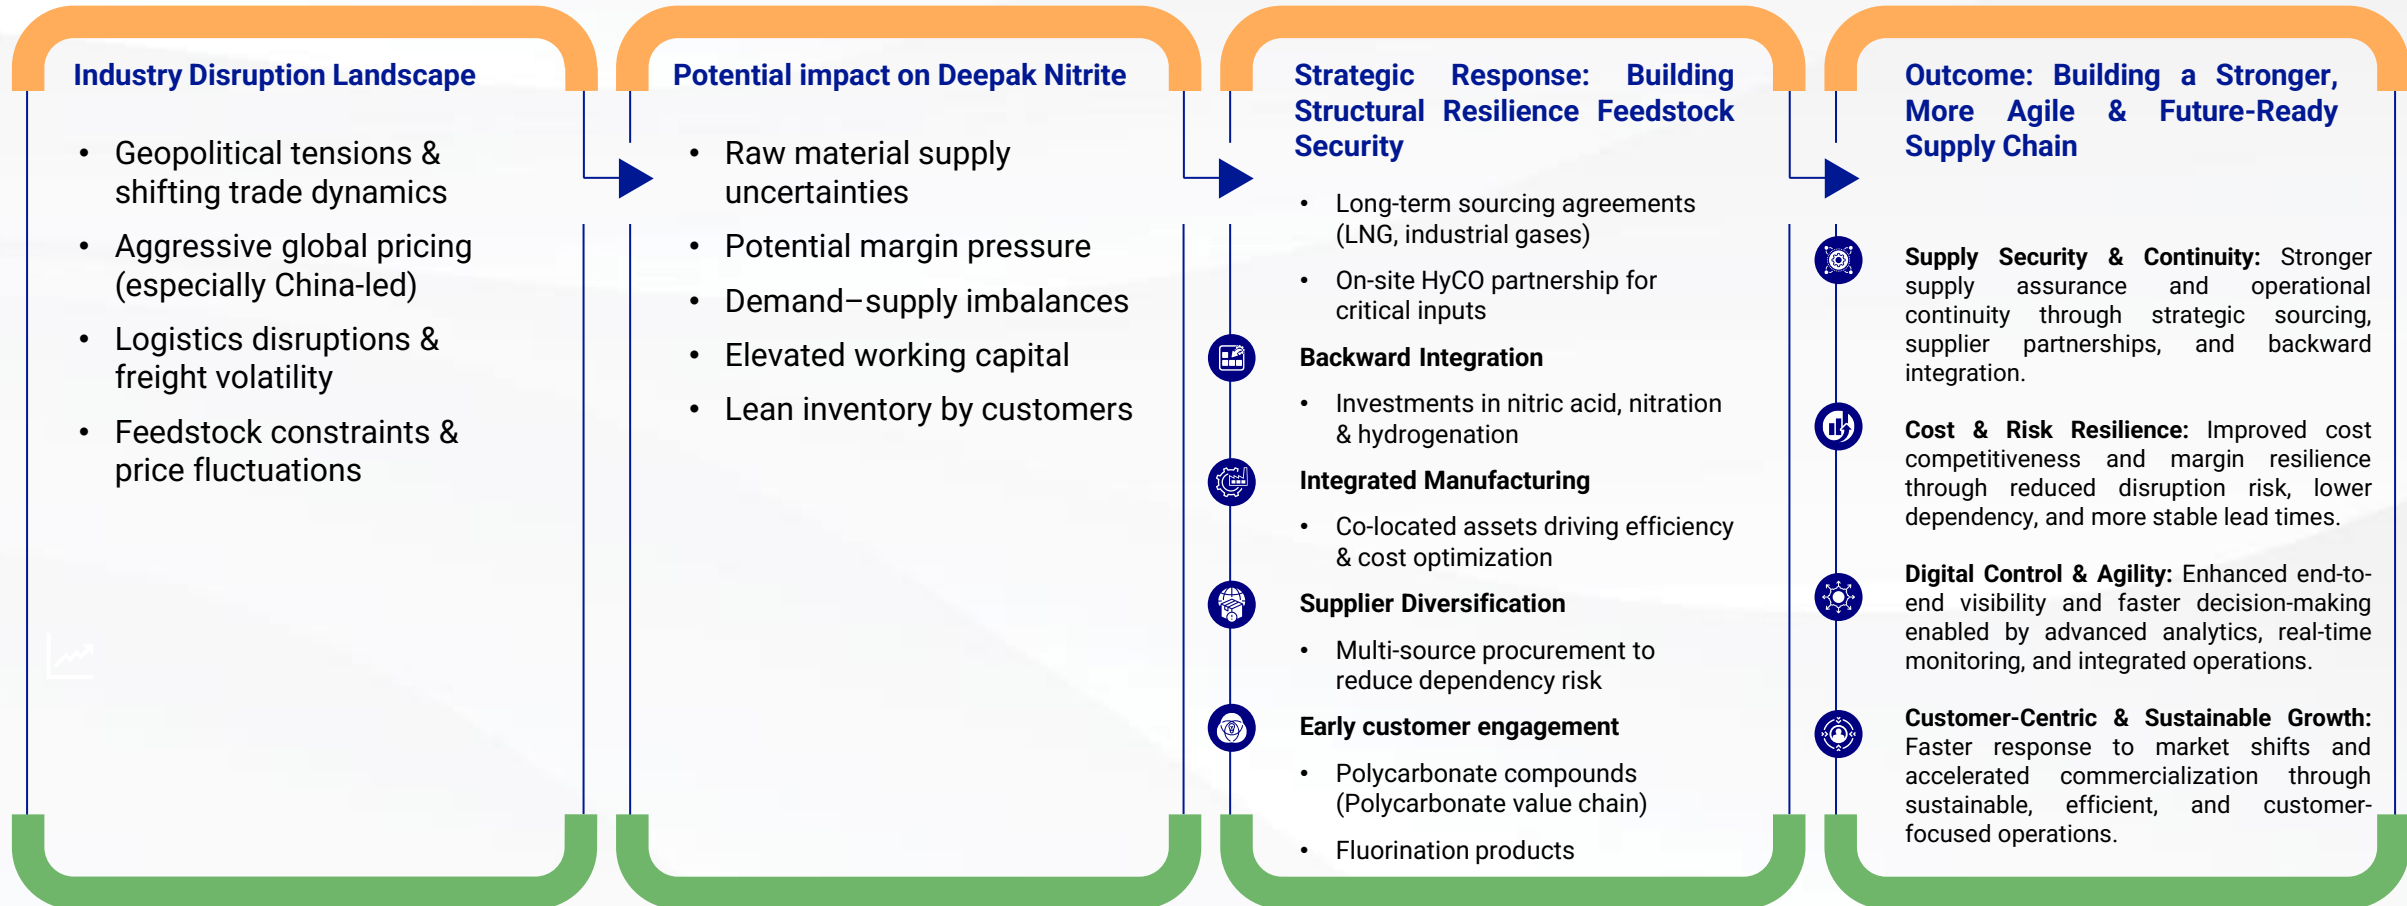 Industry Disruption Landscape
• Geopolitical tensions &
shifting trade dynamics
• Aggressive global pricing
(especially China-led)
• Logistics disruptions &
freight volatility
• Feedstock constraints &
price fluctuations
Potential impact on Deepak Nitrite
• Raw material supply
uncertainties
• Potential margin pressure
• Demand–supply imbalances
• Elevated working capital
• Lean inventory by customers
Strategic Response: Building
Structural Resilience Feedstock
Security
• Long-term sourcing agreements
(LNG, industrial gases)
• On-site HyCO partnership for
critical inputs
Backward Integration
• Investments in nitric acid, nitration
& hydrogenation
Integrated Manufacturing
• Co-located assets driving efficiency
& cost optimization
Supplier Diversification
• Multi-source procurement to
reduce dependency risk
Early customer engagement
• Polycarbonate compounds
(Polycarbonate value chain)
• Fluorination products
Outcome: Building a Stronger,
More Agile & Future-Ready
Supply Chain
Supply Security & Continuity: Stronger
supply assurance and operational
continuity through strategic sourcing,
supplier partnerships, and backward
integration.
Cost & Risk Resilience: Improved cost
competitiveness and margin resilience
through reduced disruption risk, lower
dependency, and more stable lead times.
Digital Control & Agility: Enhanced end-to-
end visibility and faster decision-making
enabled by advanced analytics, real-time
monitoring, and integrated operations.
Customer-Centric & Sustainable Growth:
Faster response to market shifts and
accelerated commercialization through
sustainable, efficient, and customer-
focused operations.